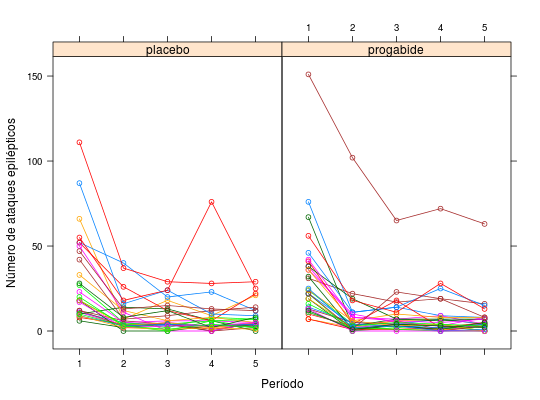 1 2 3 4 5
placebo progabide
150
100
50
0
1 2 3 4 5
Número de ataques epilépticos
Período